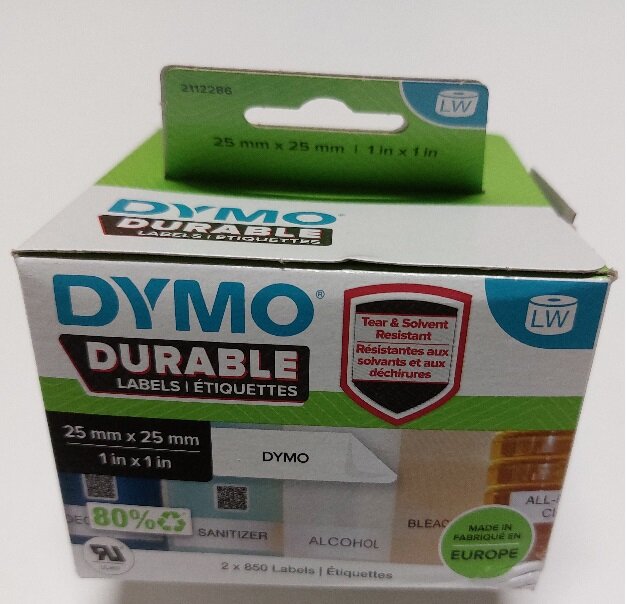 2112286
LW
25 mm x 25 mm | 1 in x 1 in
DYMO®
DURABLE
LABELS | ÉTIQUETTES
DYMO®
DURABLE
LABELS | ÉTIQUETTES
Tear & Solvent
Resistant
Résistantes aux
solvants et aux
déchirures
LW
25 mm x 25 mm
1 in x 1 in
DYMO
80%
SANITIZER
ALCOHOL
MADE IN
FABRIQUÉ EN
EUROPE
2 x 850 Labels | Étiquettes